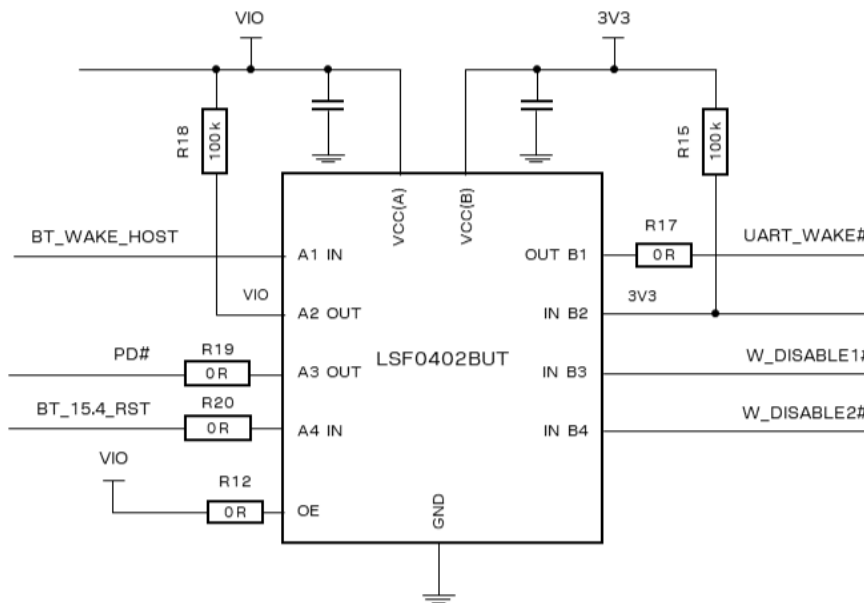 VIO
3V3
R18
100k
R15
100k
VCC(A)
VCC(B)
BT_WAKE_HOST
A1 IN
OUT B1
R17
0R
UART_WAKE#
VIO
A2 OUT
IN B2
3V3
LSF0402BUT
PD#
R19
0R
A3 OUT
IN B3
W_DISABLE1#
BT_15.4_RST
R20
0R
A4 IN
IN B4
W_DISABLE2#
VIO
R12
0R
OE
GND